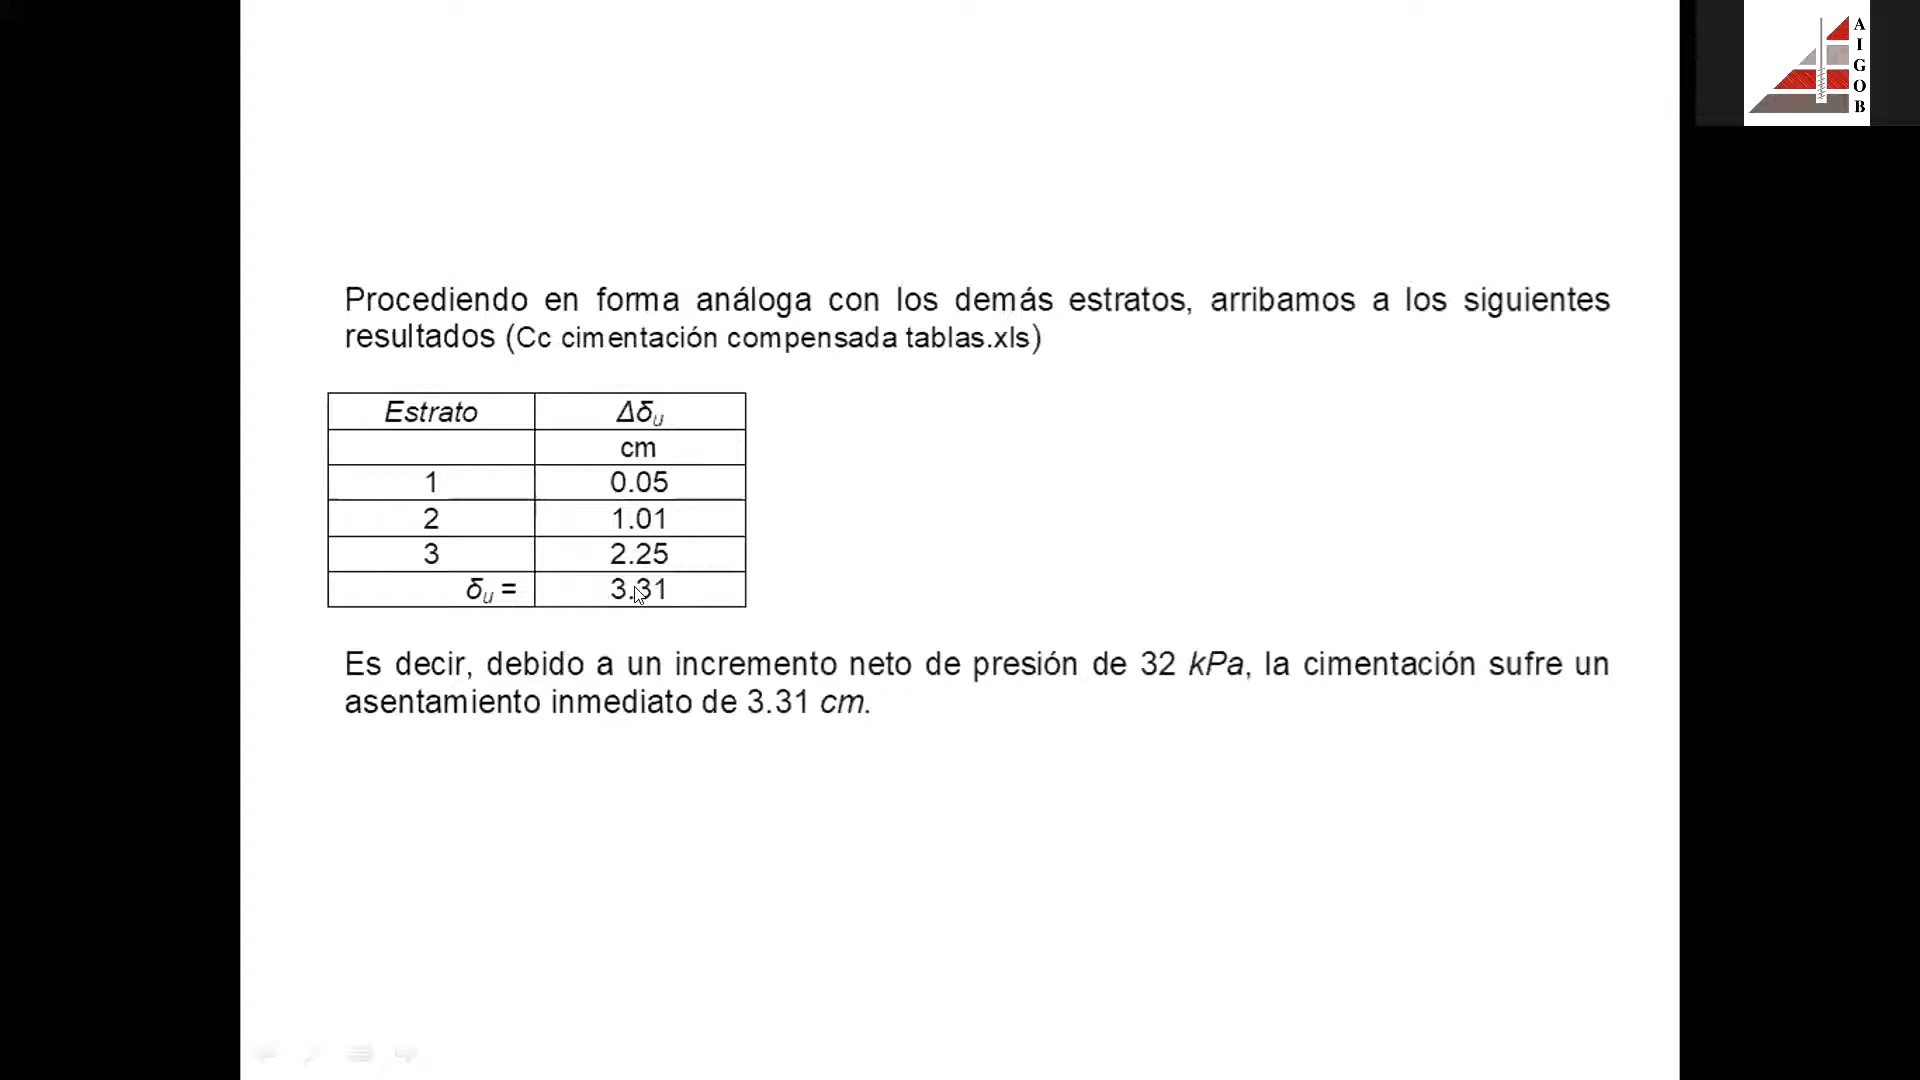 A
I
G
O
B
Procediendo en forma análoga con los demás estratos, arribamos a los siguientes
resultados (Cc cimentación compensada tablas.xls)
Estrato Δδu
cm
1 0.05
2 1.01
3 2.25
δu = 3.31
Es decir, debido a un incremento neto de presión de 32 kPa, la cimentación sufre un
asentamiento inmediato de 3.31 cm.